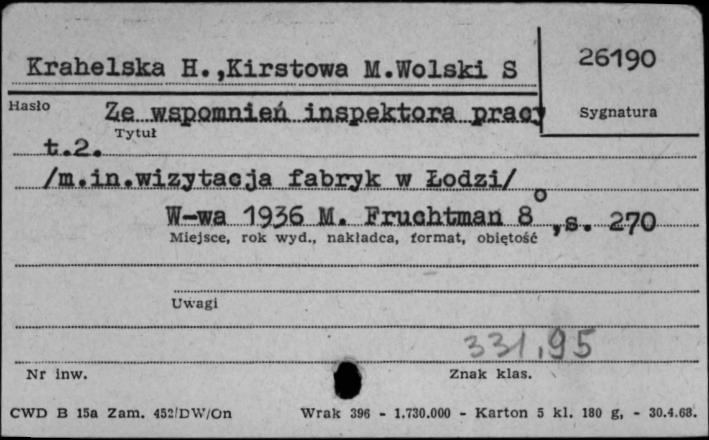 26190
Krahelska H.,Kirstowa M.Wolski S
Hasło Ze wspomnień inspektora pracy Sygnatura
Tytuł
t.2.
/m.in.wizytacja fabryk w Łodzi/
W-wa 1936 M. Fruchtman 8o,s. 270
Miejsce, rok wyd., nakładca, format, objętość
Uwagi
331.95
Nr inw. Znak klas.
CWD B 15a Zam. 452/DW/On Wrak 396 - 1.730.000 - Karton 5 kl. 180 g, - 30.4.68.